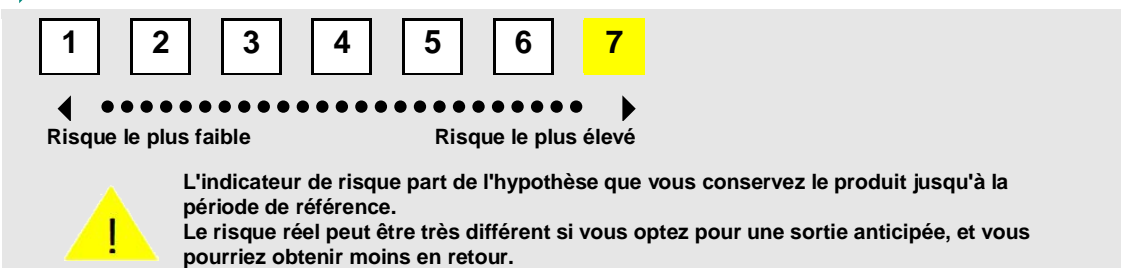 1 2 3 4 5 6 7
Risque le plus faible Risque le plus élevé
L'indicateur de risque part de l'hypothèse que vous conservez le produit jusqu'à la
période de référence.
! Le risque réel peut être très différent si vous optez pour une sortie anticipée, et vous
pourriez obtenir moins en retour.